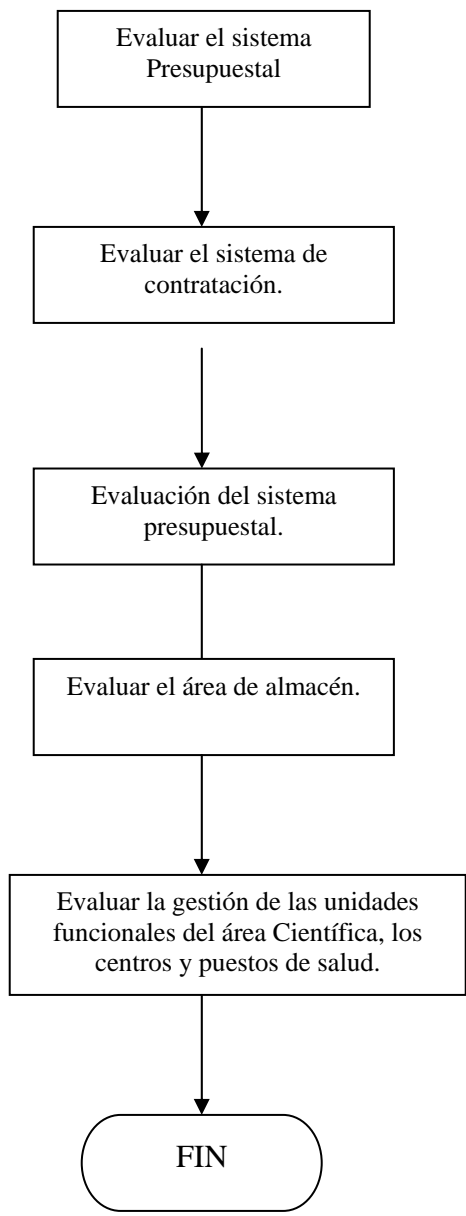 Evaluar el sistema
Presupuestal
Evaluar el sistema de
contratación.
Evaluación del sistema
presupuestal.
Evaluar el área de almacén.
Evaluar la gestión de las unidades
funcionales del área Científica, los
centros y puestos de salud.
FIN